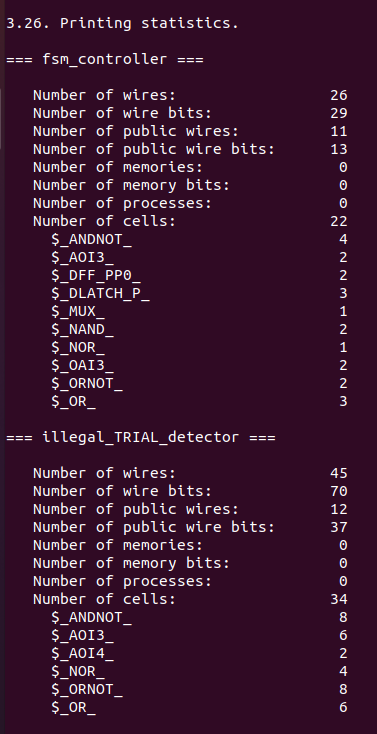 3.26. Printing statistics.
=== fsm_controller ===
Number of wires: 26
Number of wire bits: 29
Number of public wires: 11
Number of public wire bits: 13
Number of memories: 0
Number of memory bits: 0
Number of processes: 0
Number of cells: 22
$_ANDNOT_ 4
$_AOI3_ 2
$_DFF_PP0_ 2
$_DLATCH_P_ 3
$_MUX_ 1
$_NAND_ 2
$_NOR_ 1
$_OAI3_ 2
$_ORNOT_ 2
$_OR_ 3
=== illegal_TRIAL_detector ===
Number of wires: 45
Number of wire bits: 70
Number of public wires: 12
Number of public wire bits: 37
Number of memories: 0
Number of memory bits: 0
Number of processes: 0
Number of cells: 34
$_ANDNOT_ 8
$_AOI3_ 6
$_AOI4_ 2
$_NOR_ 4
$_ORNOT_ 8
$_OR_ 6